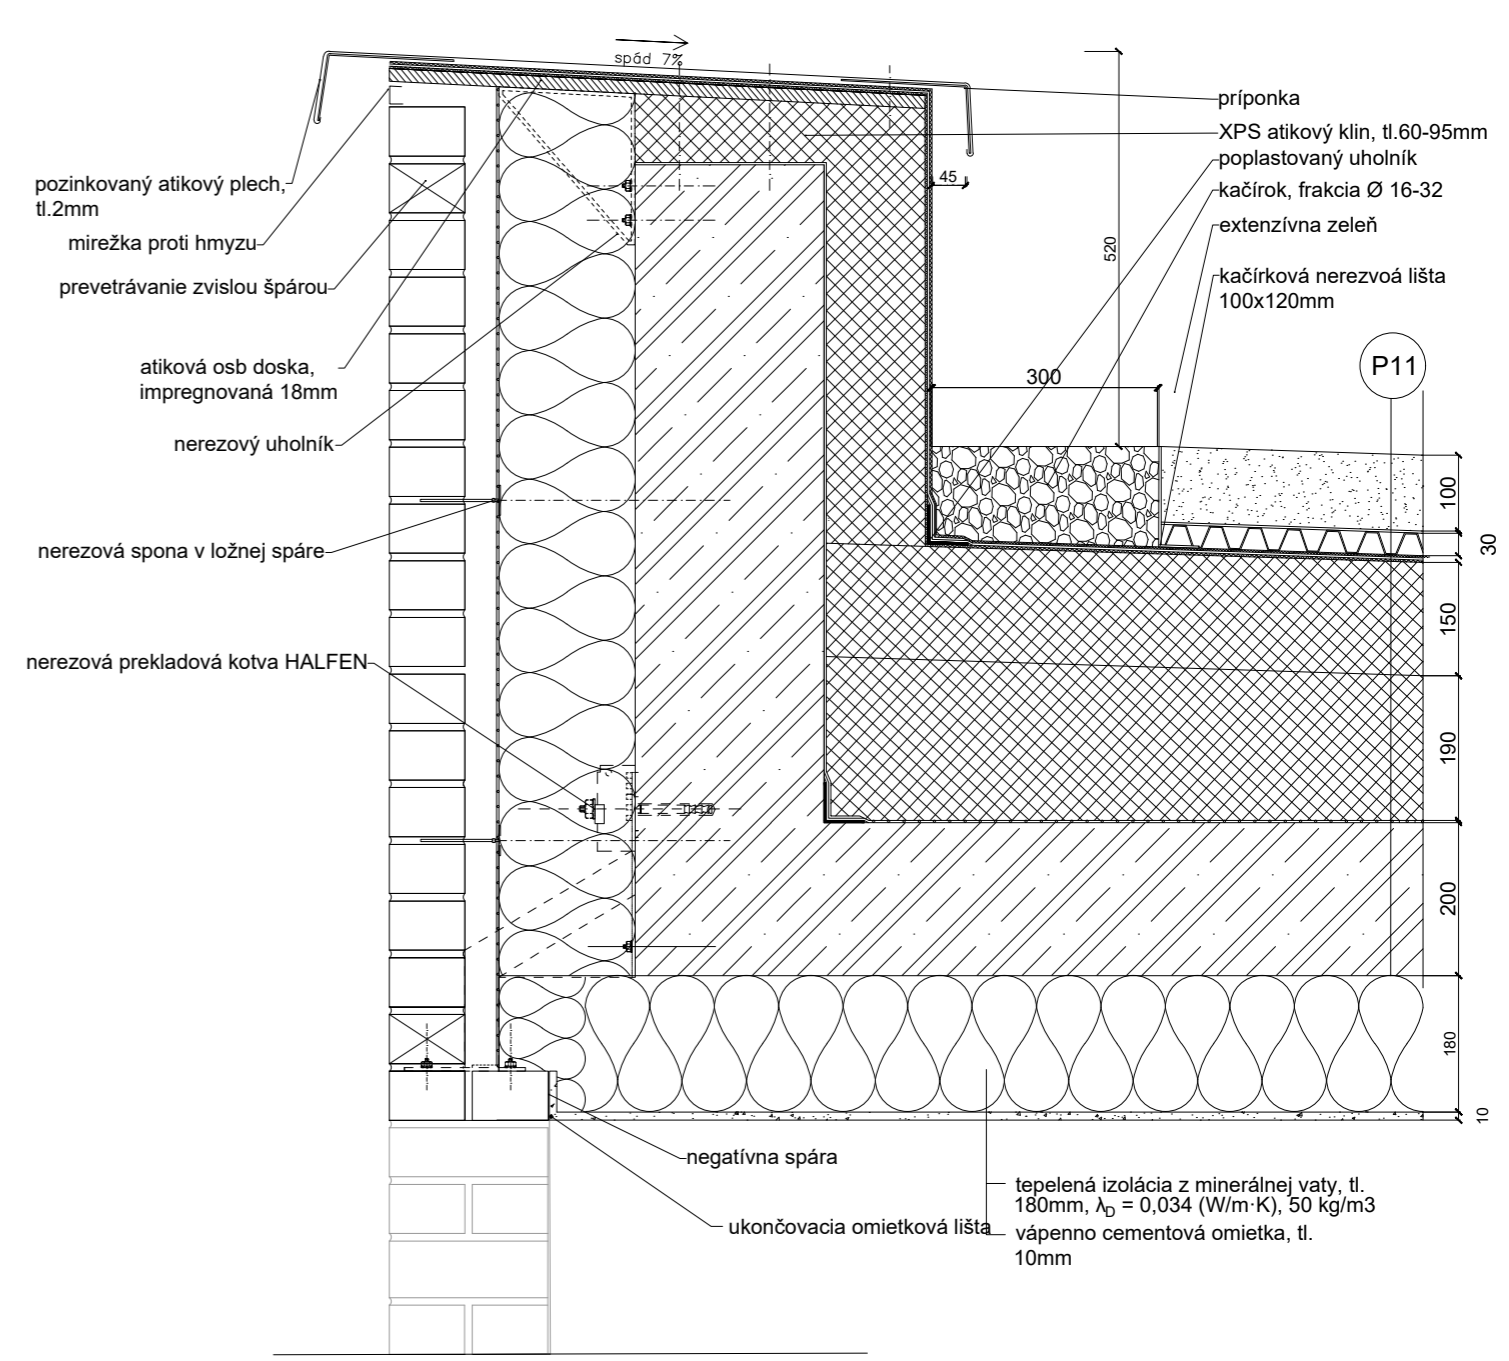 spád 7%
príponka
XPS atikový klin, tl.60-95mm
poplastovaný uholník
kačírok, frakcia Ø 16-32
extenzívna zeleň
kačírková nerezvoá lišta
100x120mm
pozinkovaný atikový plech,
tl.2mm
mirežka proti hmyzu
prevetrávanie zvislou špárou
atiková osb doska,
impregnovaná 18mm
nerezový uholník
nerezová spona v ložnej spáre
nerezová prekladová kotva HALFEN
45
520
300
P11
100
30
150
190
200
180
10
negatívna spára
ukončovacia omietková lišta
tepelená izolácia z minerálnej vaty, tl.
180mm, λD = 0,034 (W/m·K), 50 kg/m3
vápenno cementová omietka, tl.
10mm